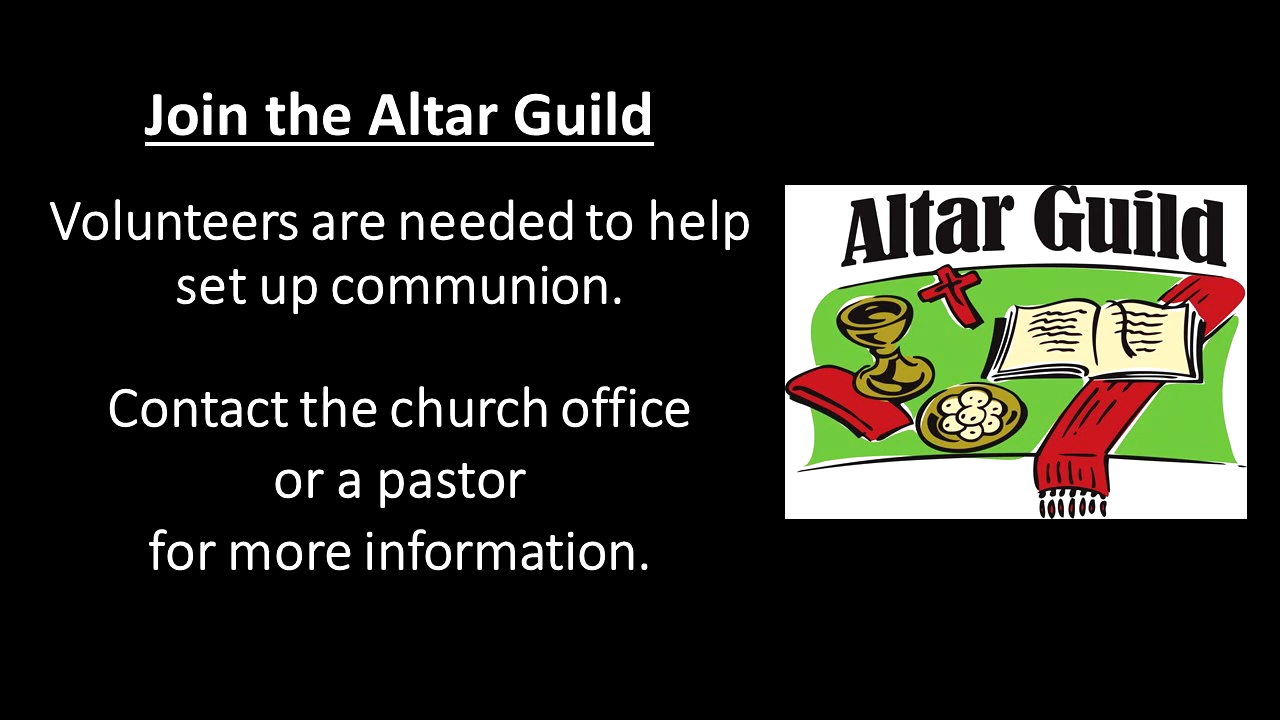 Join the Altar Guild
Volunteers are needed to help
set up communion.
Contact the church office
or a pastor
for more information.
Altar Guild